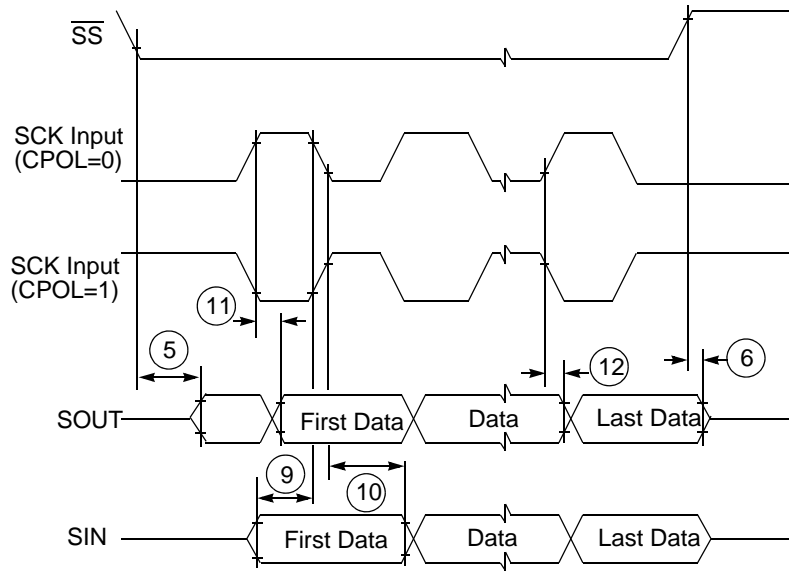 SS
SCK Input
(CPOL=0)
SCK Input
(CPOL=1)
11
5
12
6
SOUT
First Data
Data
Last Data
9
10
SIN
First Data
Data
Last Data